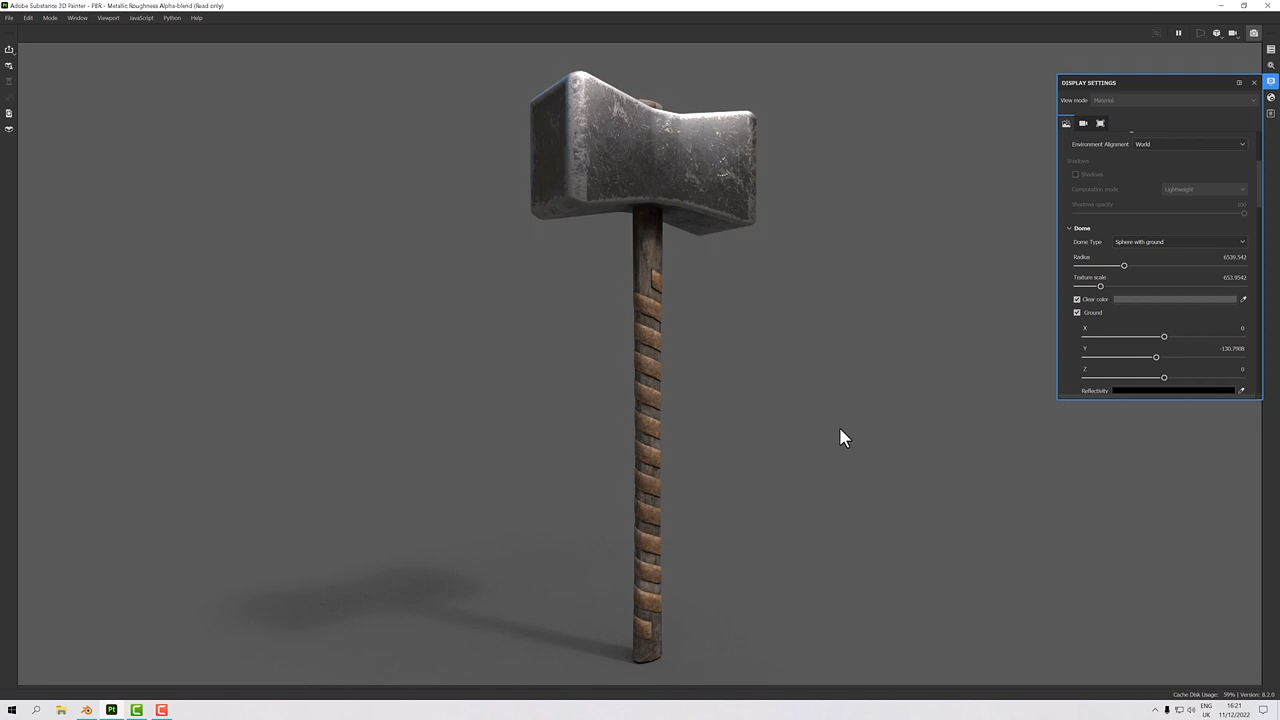 Adobe Substance 3D Painter - PBR - Metallic Roughness Alpha-blend (Read only)
File Edit Mode Window Viewport JavaScript Python Help
DISPLAY SETTINGS
View mode Material
Environment Alignment World
Shadows
Shadows
Computation mode Lightweight
Shadows opacity 100
Dome
Dome Type Sphere with ground
Radius 6539.542
Texture scale 653.9542
Clear color
Ground
X 0
Y -130.7908
Z 0
Reflectivity
Cache Disk Usage: 59% | Version: 8.2.0
ENG 16:21
UK 11/12/2022